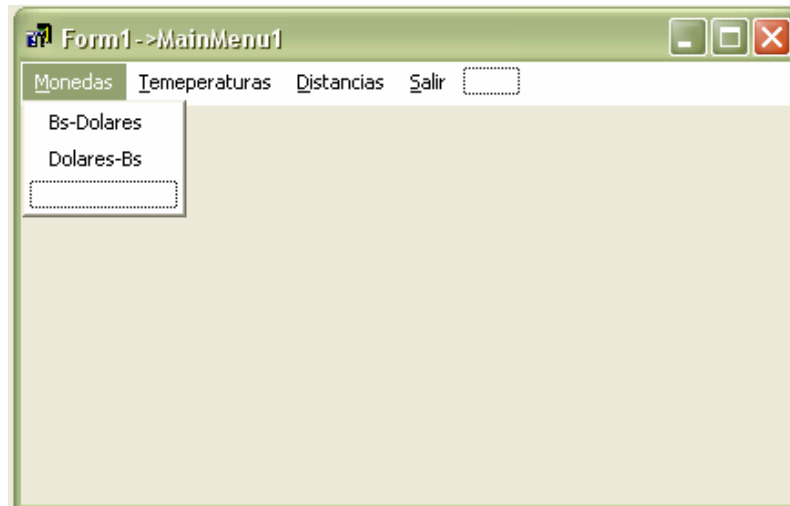 Form1->MainMenu1
Monedas Temeperaturas Distancias Salir
Bs-Dolares
Dolares-Bs